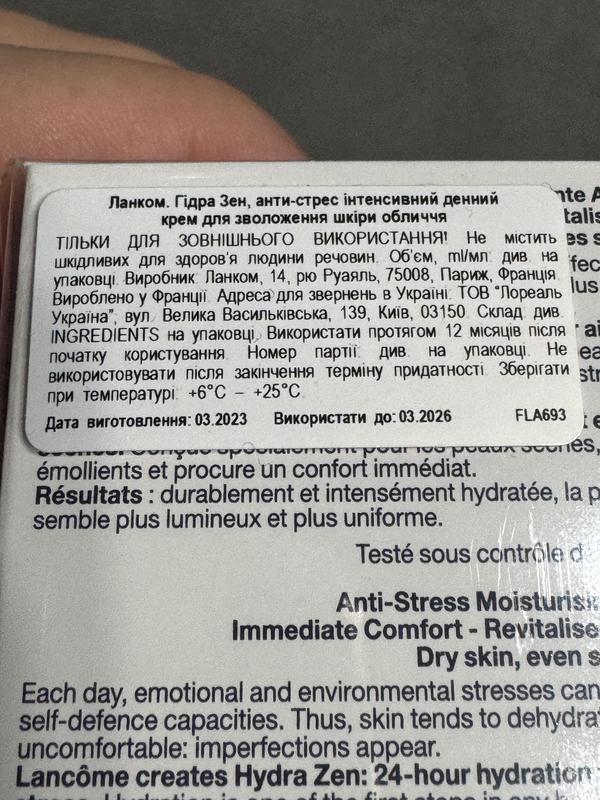 Ланком. Гідра Зен, анти-стрес інтенсивний денний
крем для зволоження шкіри обличчя
ТІЛЬКИ ДЛЯ ЗОВНІШНЬОГО ВИКОРИСТАННЯ! Не містить
шкідливих для здоров'я людини речовин. Об'єм, ml/мл: див. на
упаковці. Виробник: Ланком, 14, рю Руаяль, 75008, Париж, Франція.
Вироблено у Франції. Адреса для звернень в Україні: ТОВ "Лореаль
Україна", вул. Велика Васильківська, 139, Київ, 03150. Склад: див.
INGREDIENTS на упаковці. Використати протягом 12 місяців після
початку користування. Номер партії: див. на упаковці. Не
використовувати після закінчення терміну придатності. Зберігати
при температурі: +6°C – +25°C.
Дата виготовлення: 03.2023 Використати до: 03.2026 FLA693
émollients et procure un confort immédiat.
Résultats : durablement et intensément hydratée, la p
semble plus lumineux et plus uniforme.
Testé sous contrôle d
Anti-Stress Moisturisi
Immediate Comfort - Revitalise
Dry skin, even s
Each day, emotional and environmental stresses can
self-defence capacities. Thus, skin tends to dehydra
uncomfortable: imperfections appear.
Lancôme creates Hydra Zen: 24-hour hydration